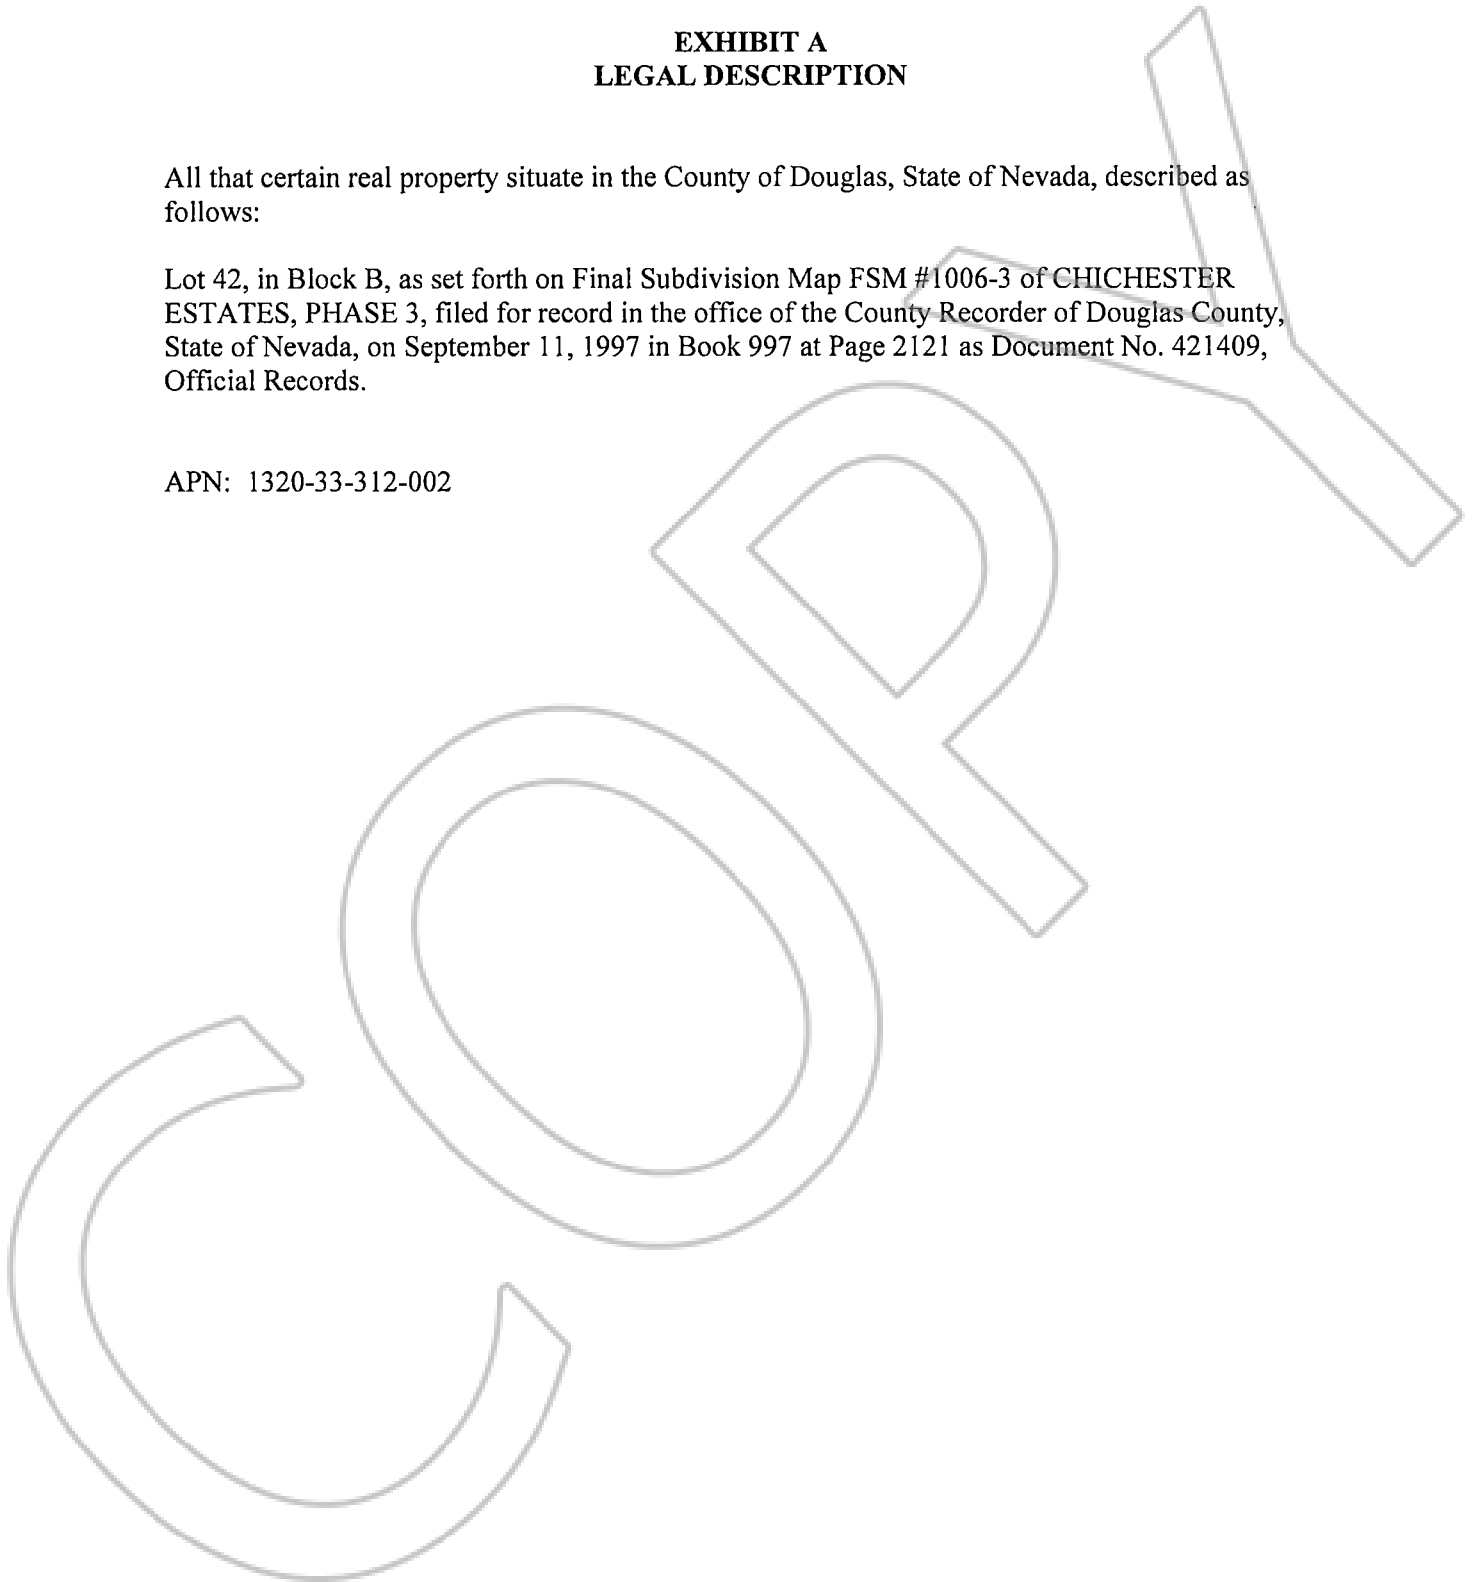 EXHIBIT A
LEGAL DESCRIPTION
All that certain real property situate in the County of Douglas, State of Nevada, described as
follows:
Lot 42, in Block B, as set forth on Final Subdivision Map FSM #1006-3 of CHICHESTER
ESTATES, PHASE 3, filed for record in the office of the County Recorder of Douglas County,
State of Nevada, on September 11, 1997 in Book 997 at Page 2121 as Document No. 421409,
Official Records.
APN: 1320-33-312-002
COPY